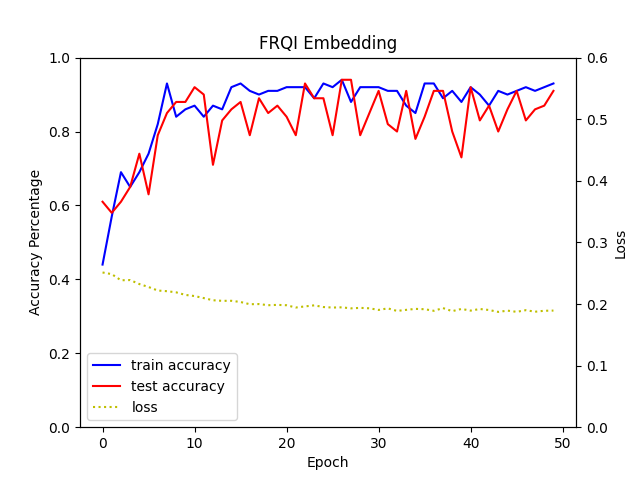 FRQI Embedding
1.0
0.8
0.6
0.4
0.2
0.0
Accuracy Percentage
0.6
0.5
0.4
0.3
0.2
0.1
0.0
Loss
train accuracy
test accuracy
loss
0 10 20 30 40 50
Epoch